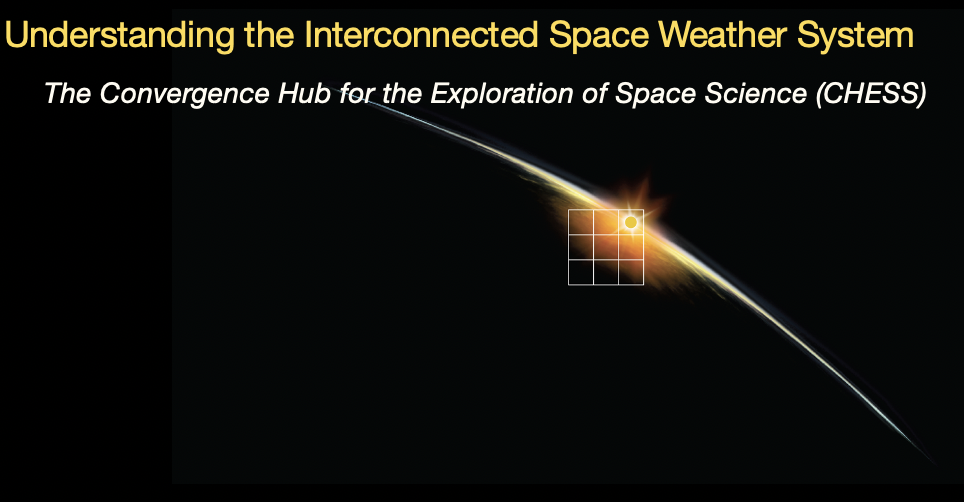 Understanding the Interconnected Space Weather System
The Convergence Hub for the Exploration of Space Science (CHESS)